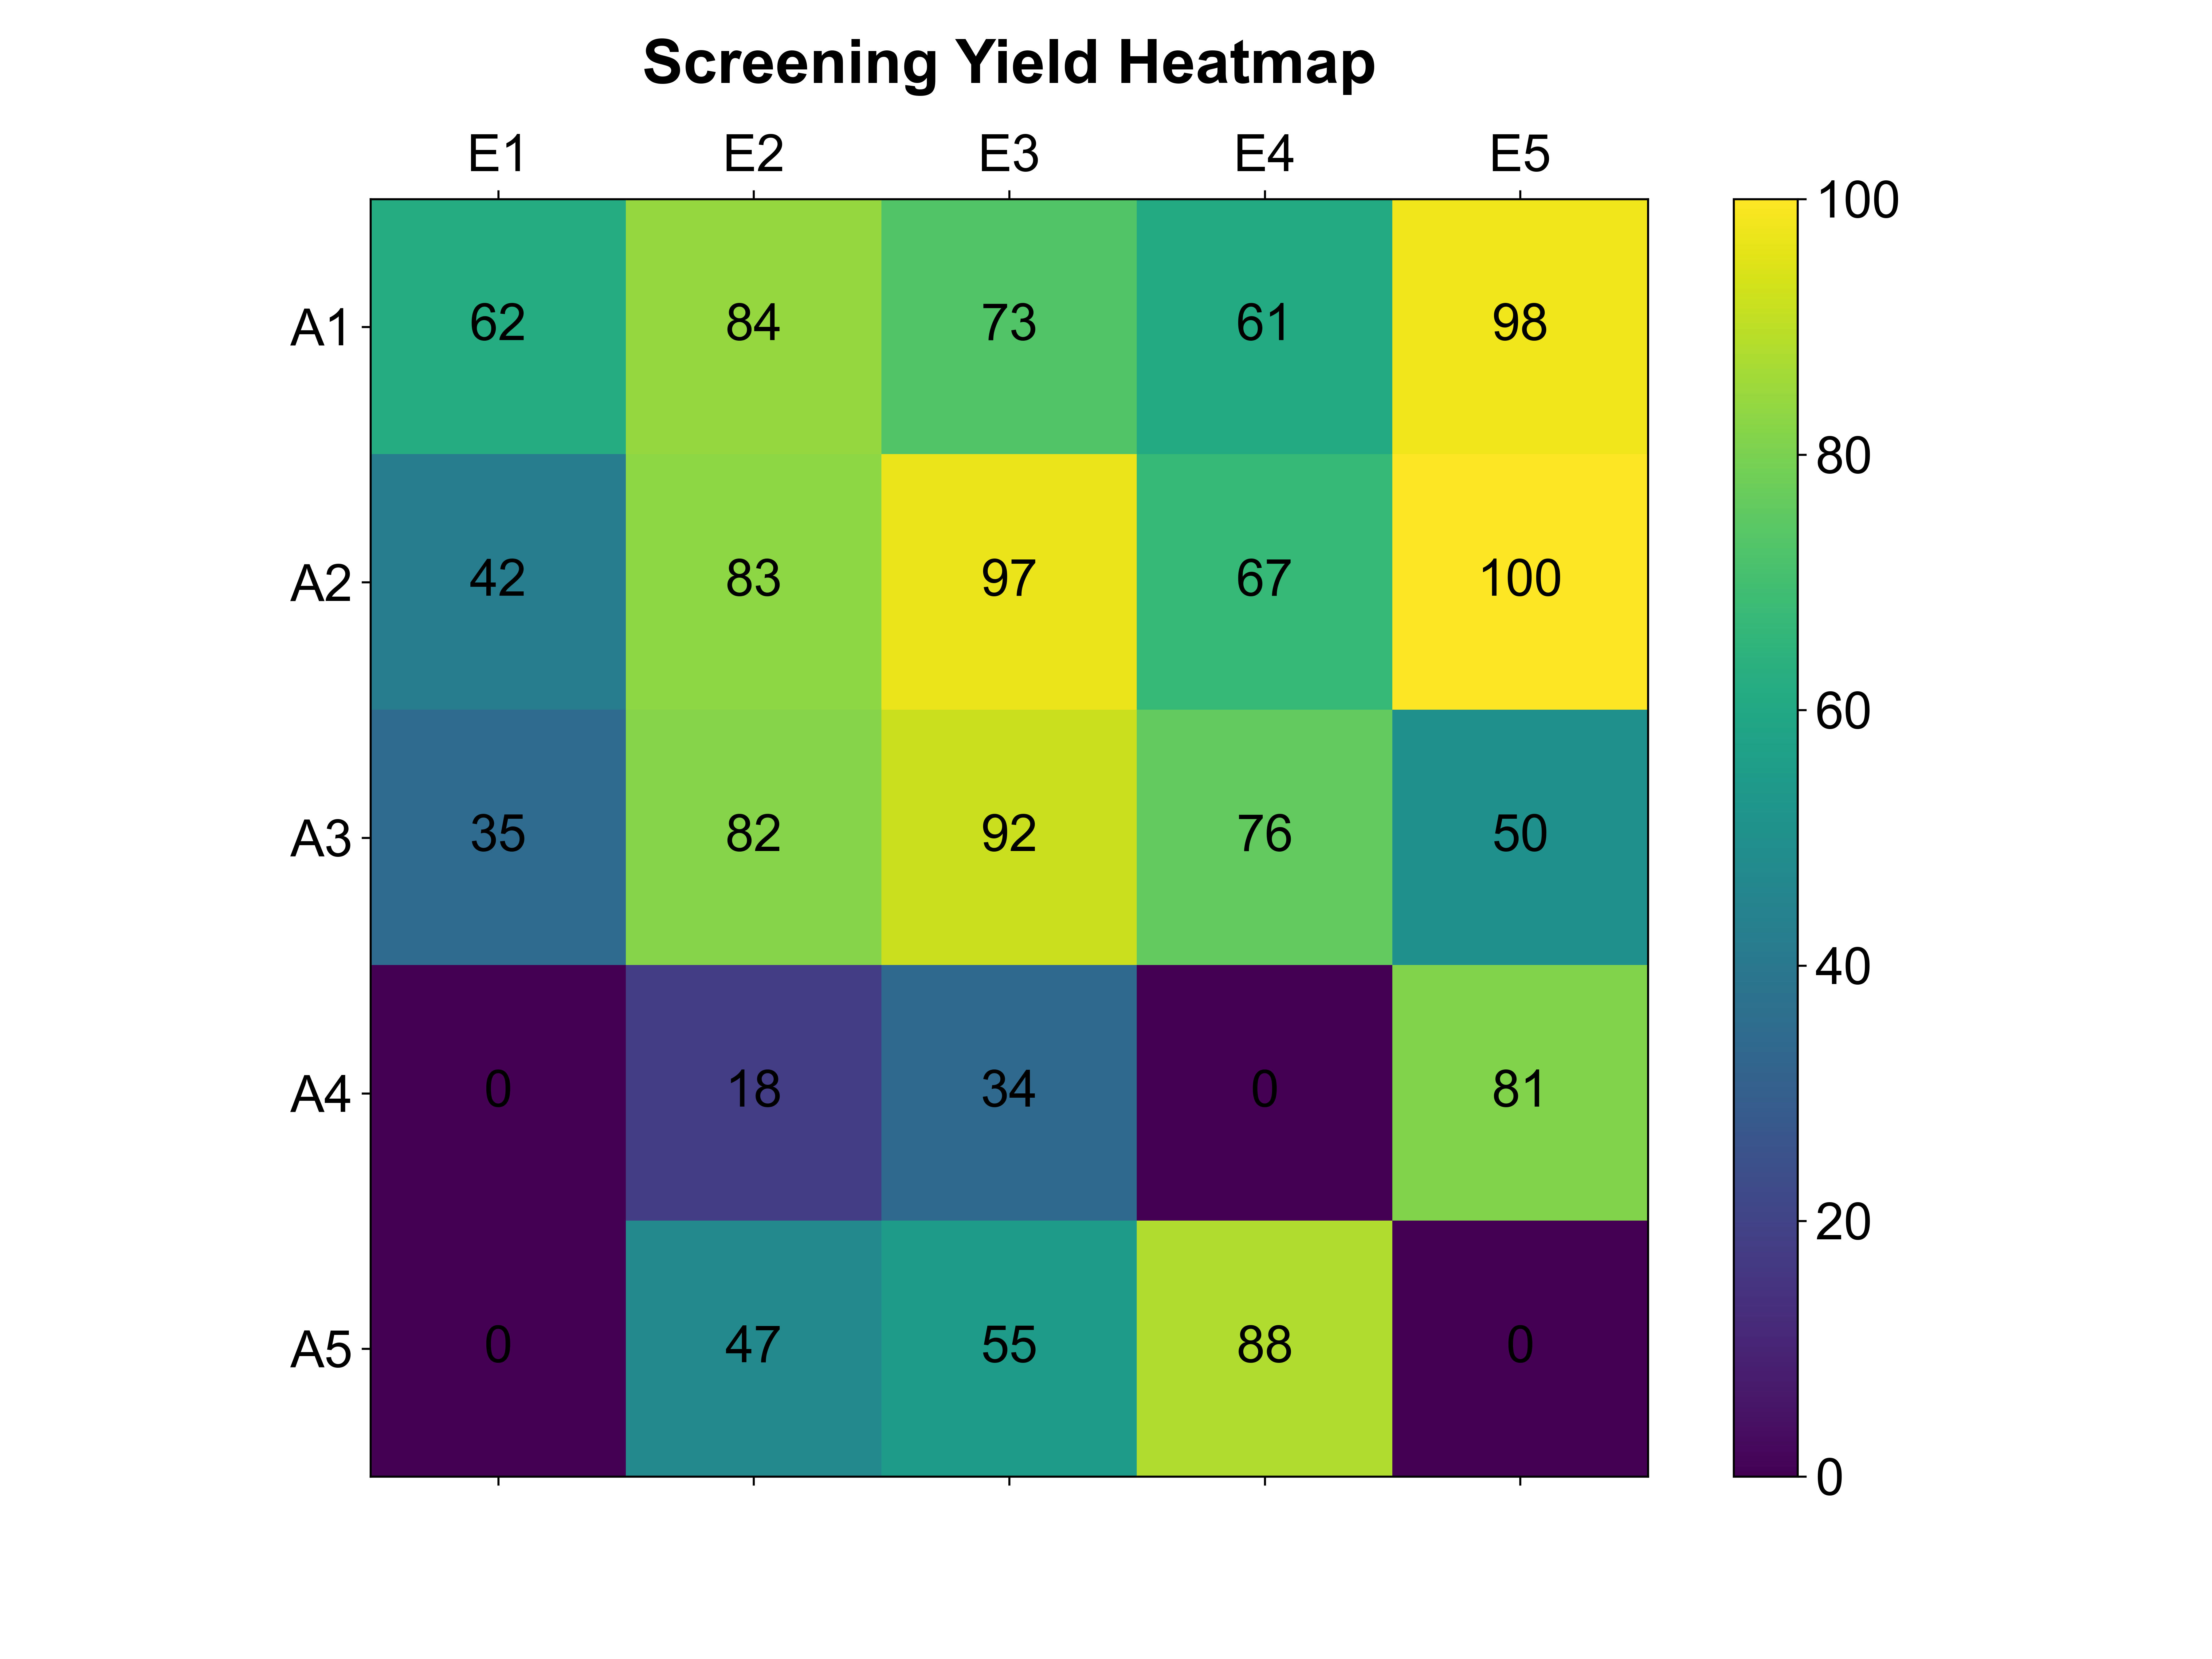 Screening Yield Heatmap
E1 E2 E3 E4 E5
A1 62 84 73 61 98
A2 42 83 97 67 100
A3 35 82 92 76 50
A4 0 18 34 0 81
A5 0 47 55 88 0
100
80
60
40
20
0